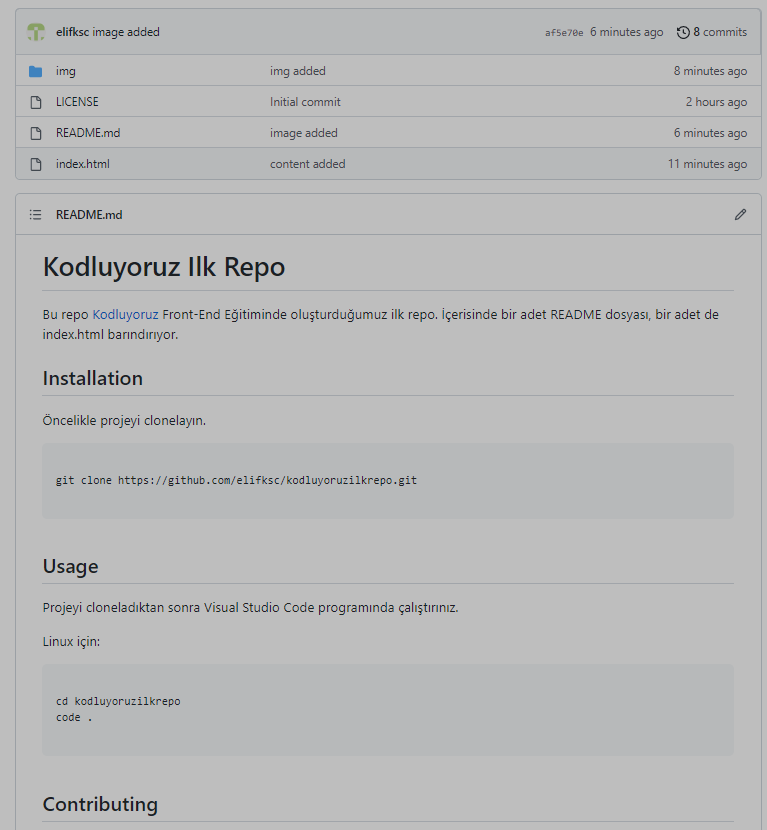 elifksc image added af5e70e 6 minutes ago 8 commits
img img added 8 minutes ago
LICENSE Initial commit 2 hours ago
README.md image added 6 minutes ago
index.html content added 11 minutes ago
README.md
Kodluyoruz Ilk Repo
Bu repo Kodluyoruz Front-End Eğitiminde oluşturduğumuz ilk repo. İçerisinde bir adet README dosyası, bir adet de
index.html barındırıyor.
Installation
Öncelikle projeyi clonelayın.
git clone https://github.com/elifksc/kodluyoruzilkrepo.git
Usage
Projeyi cloneladıktan sonra Visual Studio Code programında çalıştırınız.
Linux için:
cd kodluyoruzilkrepo
code .
Contributing